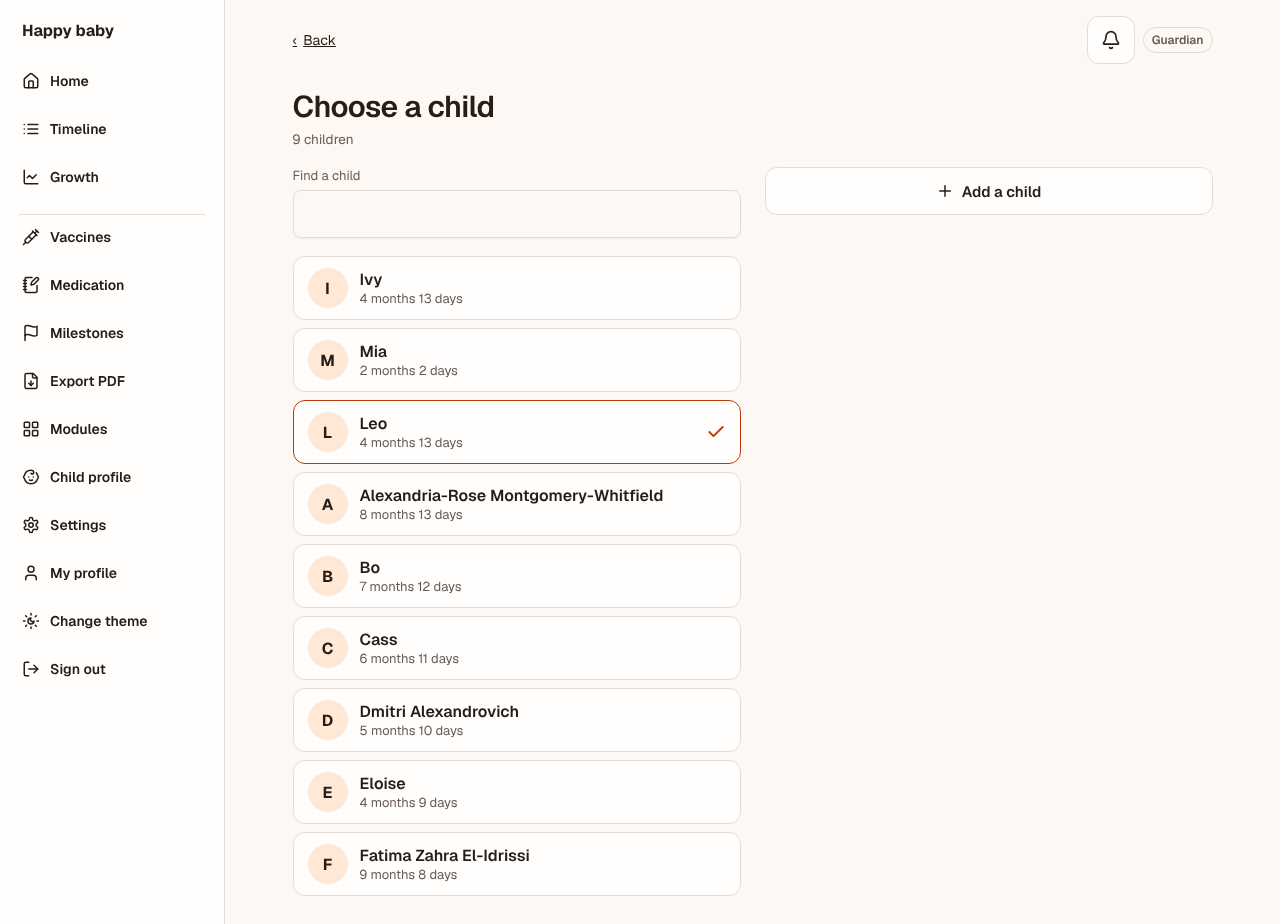 Happy baby
Home
Timeline
Growth
Vaccines
Medication
Milestones
Export PDF
Modules
Child profile
Settings
My profile
Change theme
Sign out
‹ Back
Guardian
Choose a child
9 children
Find a child
Add a child
I
Ivy
4 months 13 days
M
Mia
2 months 2 days
L
Leo
4 months 13 days
A
Alexandria-Rose Montgomery-Whitfield
8 months 13 days
B
Bo
7 months 12 days
C
Cass
6 months 11 days
D
Dmitri Alexandrovich
5 months 10 days
E
Eloise
4 months 9 days
F
Fatima Zahra El-Idrissi
9 months 8 days